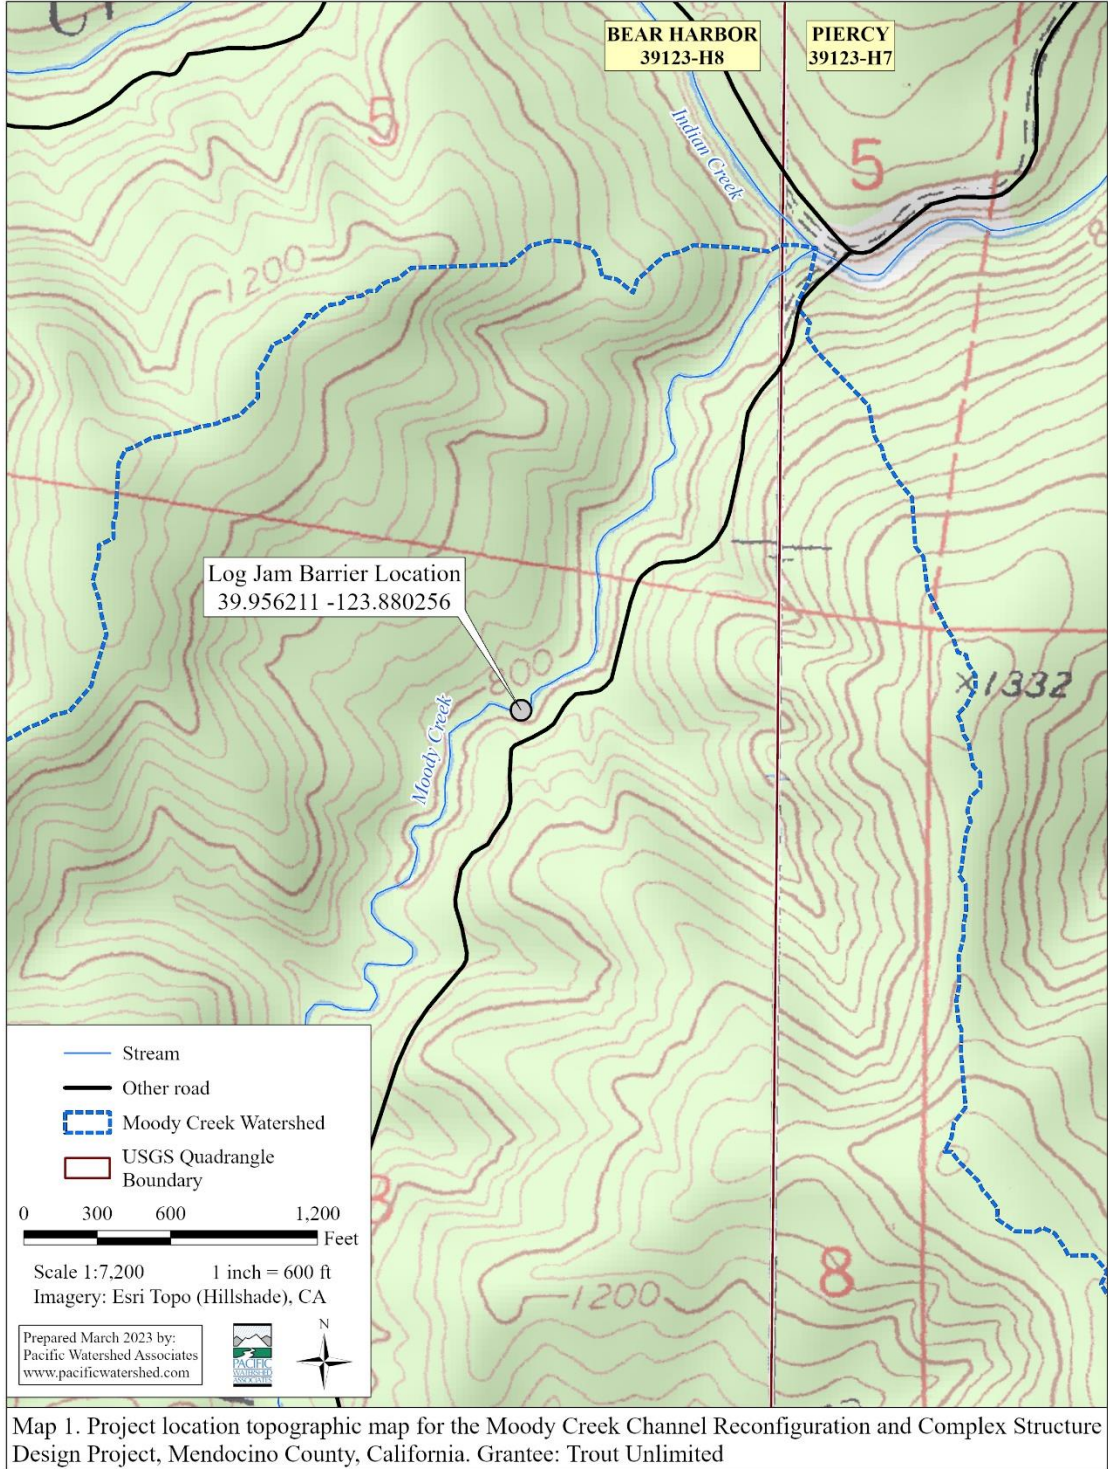 BEAR HARBOR
39123-H8
PIERCY
39123-H7
5
5
Indian Creek
1200
Log Jam Barrier Location
39.956211 -123.880256
800
Moody Creek
×1332
8
1200
Stream
Other road
Moody Creek Watershed
USGS Quadrangle
Boundary
0 300 600 1,200
Feet
Scale 1:7,200 1 inch = 600 ft
Imagery: Esri Topo (Hillshade), CA
Prepared March 2023 by:
Pacific Watershed Associates
www.pacificwatershed.com
PACIFIC
WATERSHED
ASSOCIATES
N
Map 1. Project location topographic map for the Moody Creek Channel Reconfiguration and Complex Structure
Design Project, Mendocino County, California. Grantee: Trout Unlimited